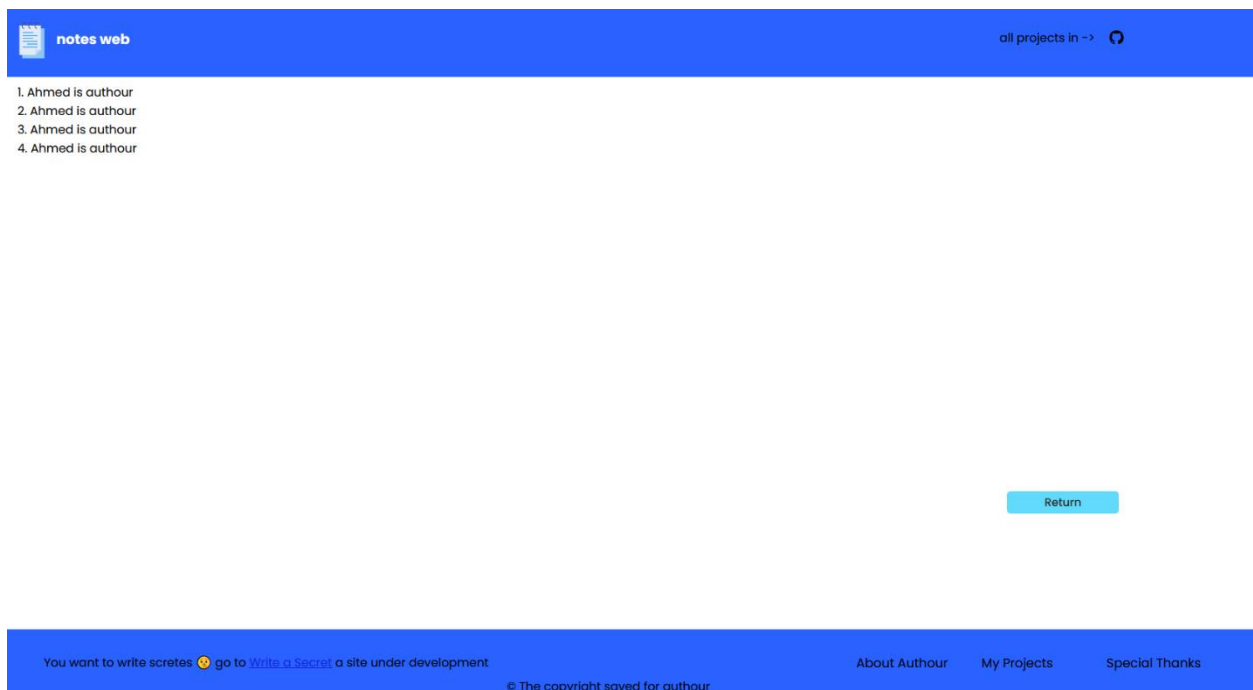 notes web
all projects in ->
1. Ahmed is authour
2. Ahmed is authour
3. Ahmed is authour
4. Ahmed is authour
Return
You want to write scretes 🤫 go to Write a Secret a site under development
About Authour
My Projects
Special Thanks
© The copyright saved for authour